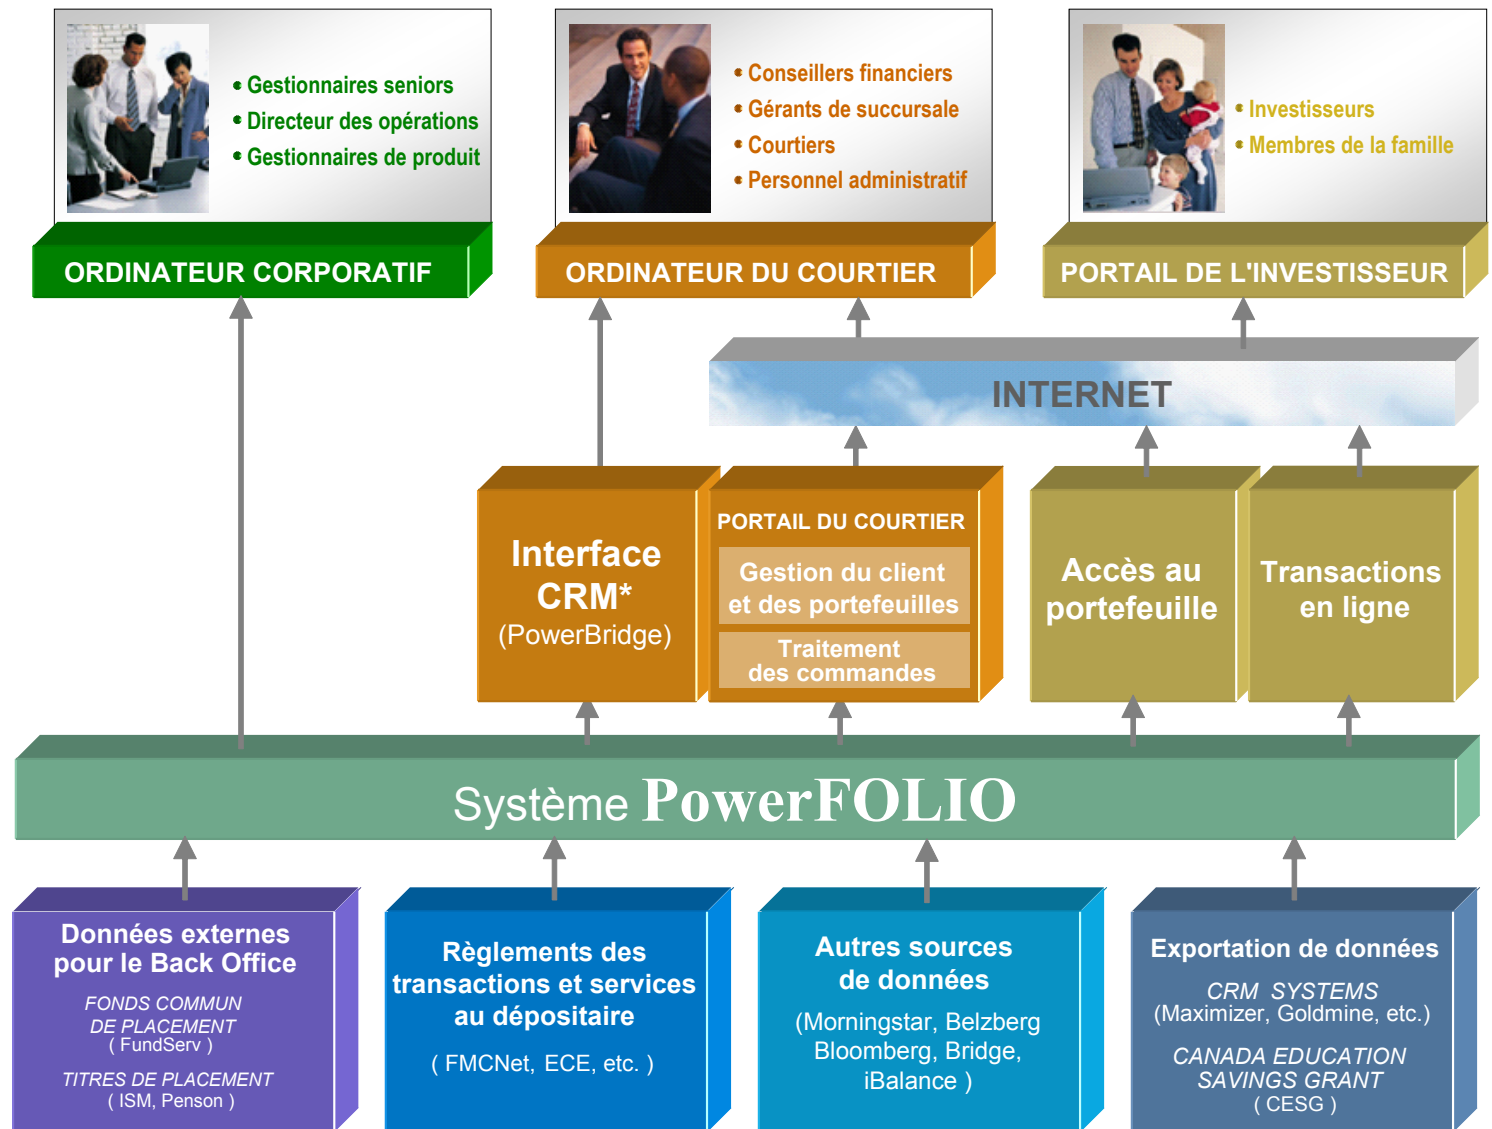 • Gestionnaires seniors
• Directeur des opérations
• Gestionnaires de produit
ORDINATEUR CORPORATIF
• Conseillers financiers
• Gérants de succursale
• Courtiers
• Personnel administratif
ORDINATEUR DU COURTIER
• Investisseurs
• Membres de la famille
PORTAIL DE L'INVESTISSEUR
INTERNET
Interface
CRM*
(PowerBridge)
PORTAIL DU COURTIER
Gestion du client
et des portefeuilles
Traitement
des commandes
Accès au
portefeuille
Transactions
en ligne
Système PowerFOLIO
Données externes
pour le Back Office
FONDS COMMUN
DE PLACEMENT
( FundServ )
TITRES DE PLACEMENT
( ISM, Penson )
Règlements des
transactions et services
au dépositaire
( FMCNet, ECE, etc. )
Autres sources
de données
(Morningstar, Belzberg
Bloomberg, Bridge,
iBalance )
Exportation de données
CRM SYSTEMS
(Maximizer, Goldmine, etc.)
CANADA EDUCATION
SAVINGS GRANT
( CESG )